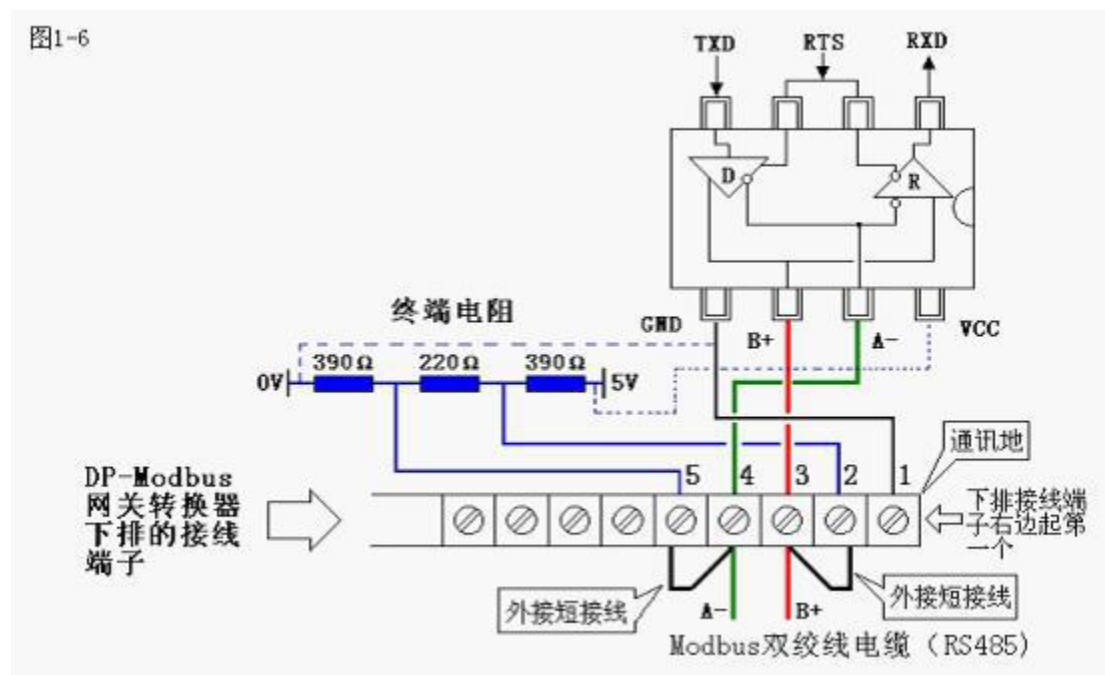 图1-6
TXD
RTS
RXD
D
R
终端电阻
GND
B+
A-
VCC
390Ω
220Ω
390Ω
0V
5V
通讯地
DP-Modbus
网关转换器
下排的接线
端子
5
4
3
2
1
下排接线端
子右边起第
一个
外接短接线
外接短接线
A-
B+
Modbus双绞线电缆（RS485）